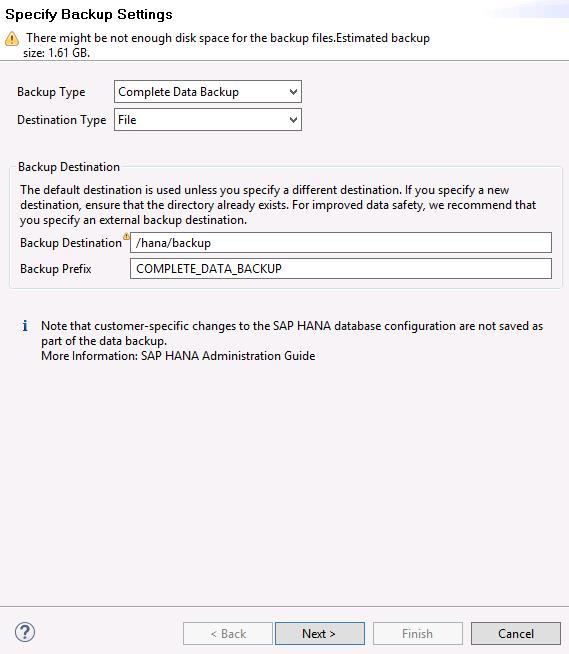 Specify Backup Settings
There might be not enough disk space for the backup files.Estimated backup
size: 1.61 GB.
Backup Type Complete Data Backup
Destination Type File
Backup Destination
The default destination is used unless you specify a different destination. If you specify a new
destination, ensure that the directory already exists. For improved data safety, we recommend that
you specify an external backup destination.
Backup Destination /hana/backup
Backup Prefix COMPLETE_DATA_BACKUP
Note that customer-specific changes to the SAP HANA database configuration are not saved as
part of the data backup.
More Information: SAP HANA Administration Guide
< Back Next > Finish Cancel